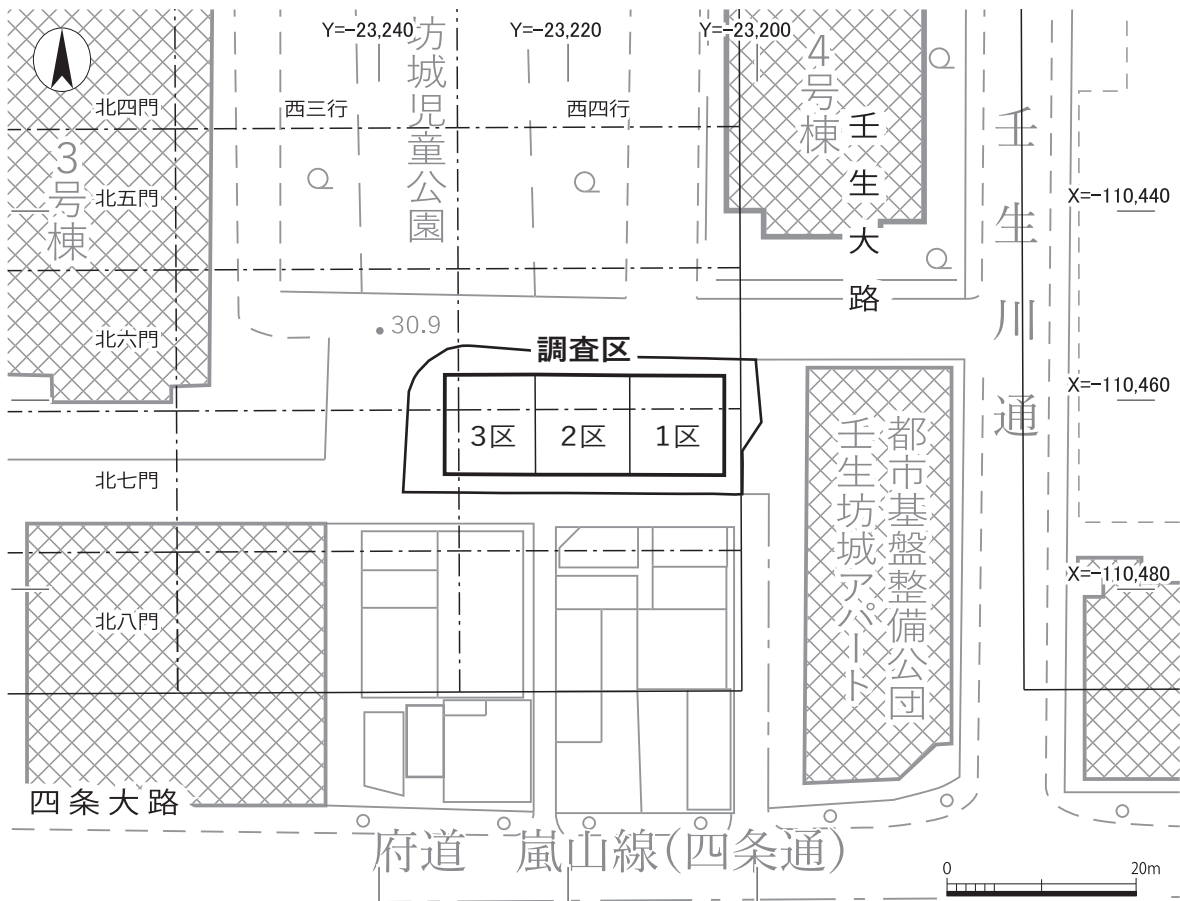 Y=-23,240
Y=-23,220
Y=-23,200
坊城児童公園
4号棟
北四門
西三行
西四行
壬生大路
壬生川通
3号棟
北五門
X=-110,440
北六門
30.9
調査区
X=-110,460
3区
2区
1区
北七門
都市基盤整備公団
壬生坊城アパート
X=-110,480
北八門
四条大路
府道 嵐山線(四条通)
0
20m